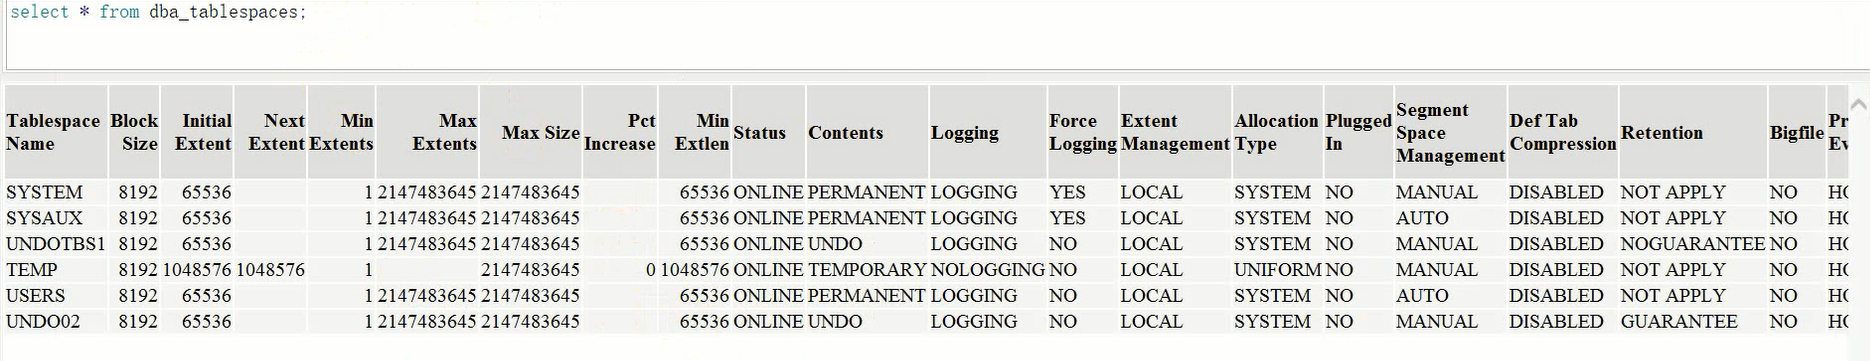 select * from dba_tablespaces;
Tablespace Name Block Size Initial Extent Next Extent Min Extents Max Extents Max Size Pct Increase Min Extlen Status Contents Logging Force Logging Extent Management Allocation Type Plugged In Segment Space Management Def Tab Compression Retention Bigfile
SYSTEM 8192 65536 1 2147483645 2147483645 65536 ONLINE PERMANENT LOGGING YES LOCAL SYSTEM NO MANUAL DISABLED NOT APPLY NO
SYSAUX 8192 65536 1 2147483645 2147483645 65536 ONLINE PERMANENT LOGGING YES LOCAL SYSTEM NO AUTO DISABLED NOT APPLY NO
UNDOTBS1 8192 65536 1 2147483645 2147483645 65536 ONLINE UNDO LOGGING NO LOCAL SYSTEM NO MANUAL DISABLED NOGUARANTEE NO
TEMP 8192 1048576 1048576 1 2147483645 0 1048576 ONLINE TEMPORARY NOLOGGING NO LOCAL UNIFORM NO MANUAL DISABLED NOT APPLY NO
USERS 8192 65536 1 2147483645 2147483645 65536 ONLINE PERMANENT LOGGING NO LOCAL SYSTEM NO AUTO DISABLED NOT APPLY NO
UNDO02 8192 65536 1 2147483645 2147483645 65536 ONLINE UNDO LOGGING NO LOCAL SYSTEM NO MANUAL DISABLED GUARANTEE NO